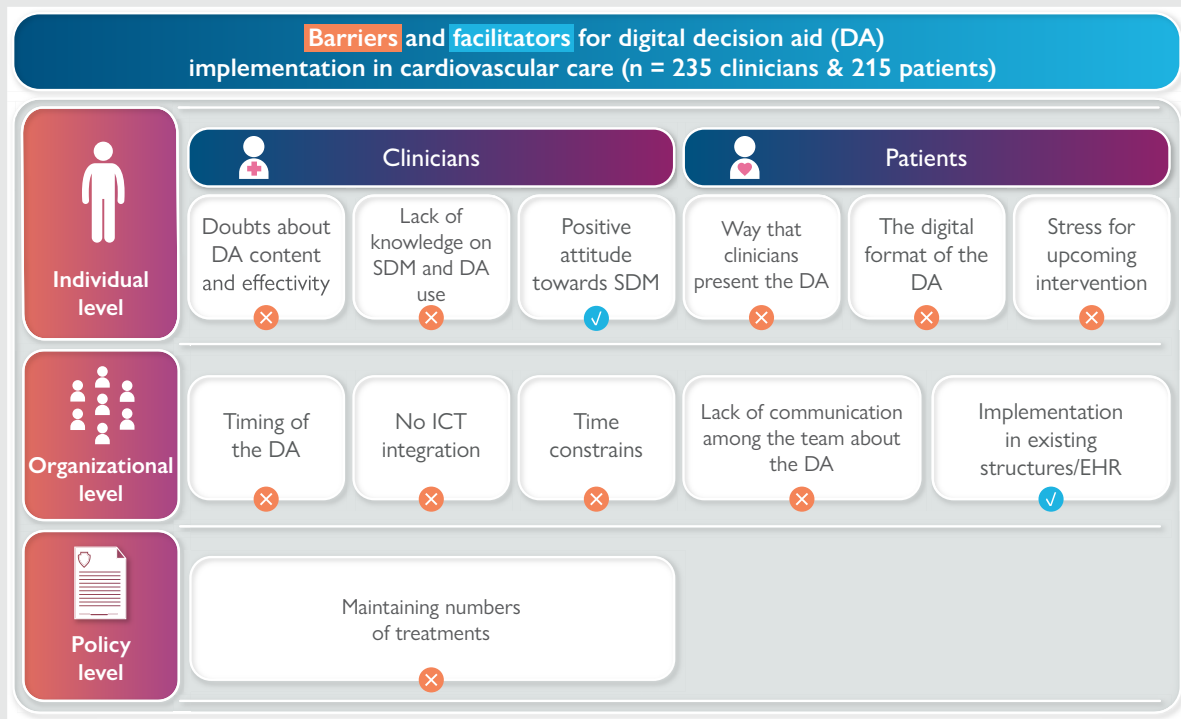 Barriers and facilitators for digital decision aid (DA)
implementation in cardiovascular care (n = 235 clinicians & 215 patients)
Individual
level
Clinicians
Patients
Doubts about
DA content
and effectivity
Lack of
knowledge on
SDM and DA
use
Positive
attitude
towards SDM
Way that
clinicians
present the DA
The digital
format of the
DA
Stress for
upcoming
intervention
Organizational
level
Timing of
the DA
No ICT
integration
Time
constrains
Lack of communication
among the team about
the DA
Implementation
in existing
structures/EHR
Policy
level
Maintaining numbers
of treatments